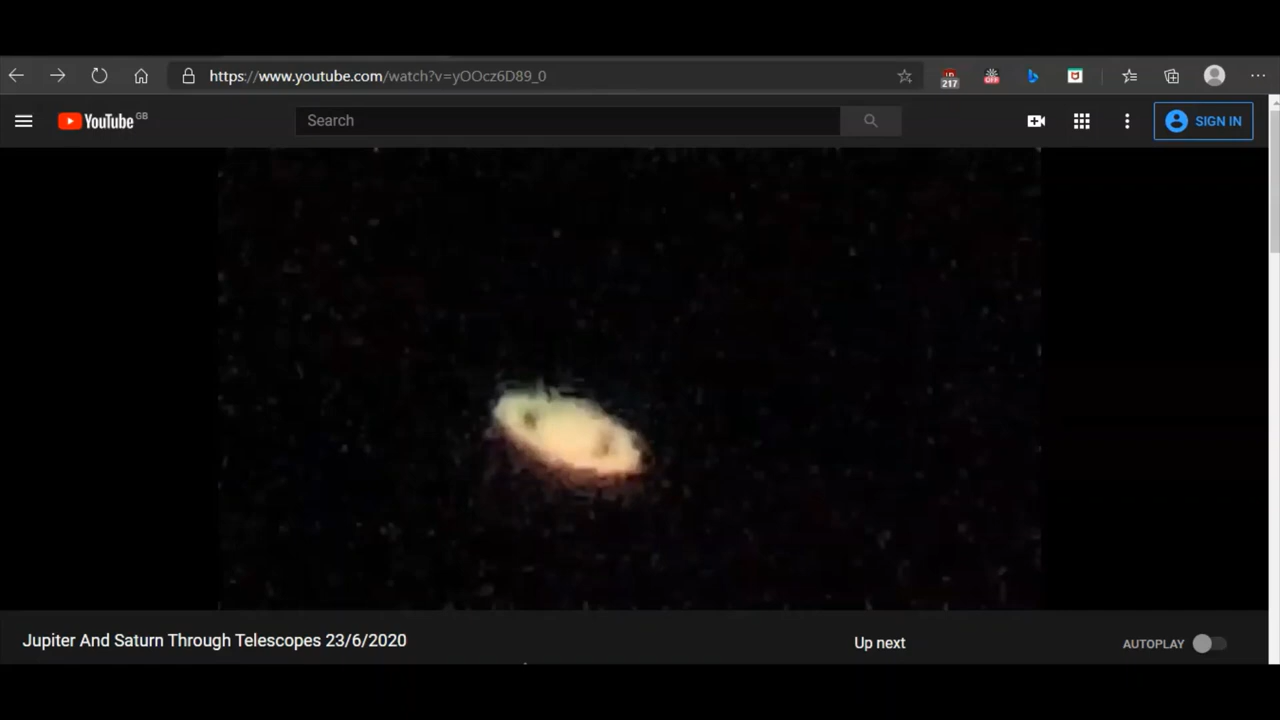 https://www.youtube.com/watch?v=yOOcz6D89_0
217
OFF
YouTube GB
Search
SIGN IN
Jupiter And Saturn Through Telescopes 23/6/2020
Up next
AUTOPLAY